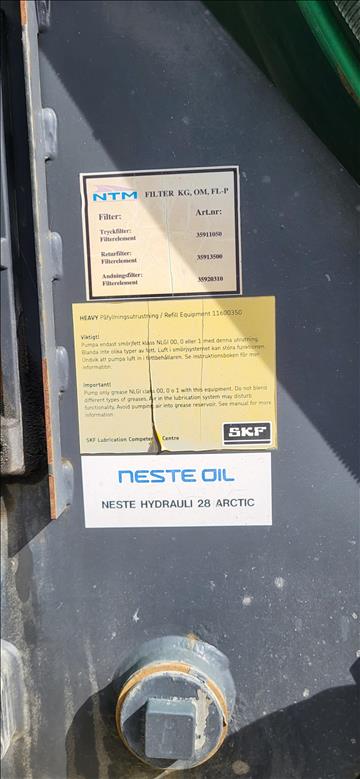 NTM FILTER KG, OM, FL-P
Filter: Art.nr:
Tryckfilter:
Filterelement 35911050
Returfilter:
Filterelement 35913500
Andningsfilter:
Filterelement 35920310
HEAVY Påfyllningsutrustning / Refill Equipment 11600350
Viktigt!
Pumpa endast smörjfett klass NLGI 00, 0 eller 1 med denna utrustning.
Blanda inte olika typer av fett. Luft i smörjsystemet kan störa funktionen.
Undvik att pumpa luft in i fettbehållaren. Se instruktionsboken för mer
information.
Important!
Pump only grease NLGI class 00, 0 o 1 with this equipment. Do not blend
different types of greases. Air in the lubrication system may disturb
functionality. Avoid pumping air into grease reservoir. See manual for more
information.
SKF Lubrication Competence Centre
SKF
NESTE OIL
NESTE HYDRAULI 28 ARCTIC